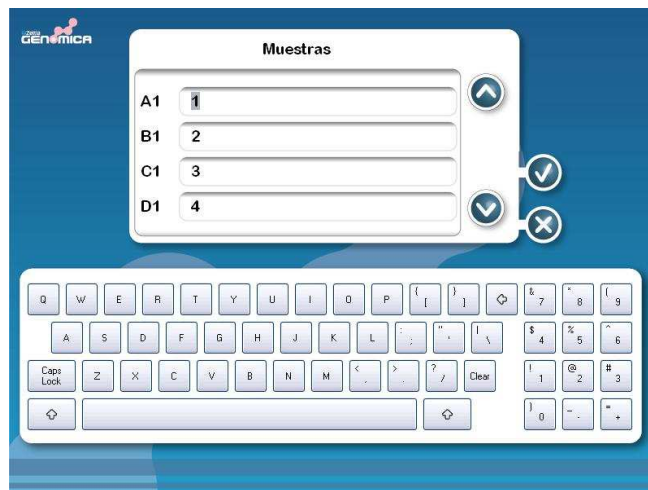 GENOMICA
Muestras
A1 1
B1 2
C1 3
D1 4
Q W E R T Y U I O P { [ } ] & 7 * 8 ( 9
A S D F G H J K L : ; " ' | \ $ 4 % 5 ^ 6
Caps Lock Z X C V B N M < , > . ? / Clear ! 1 @ 2 # 3
) 0 _ - = +